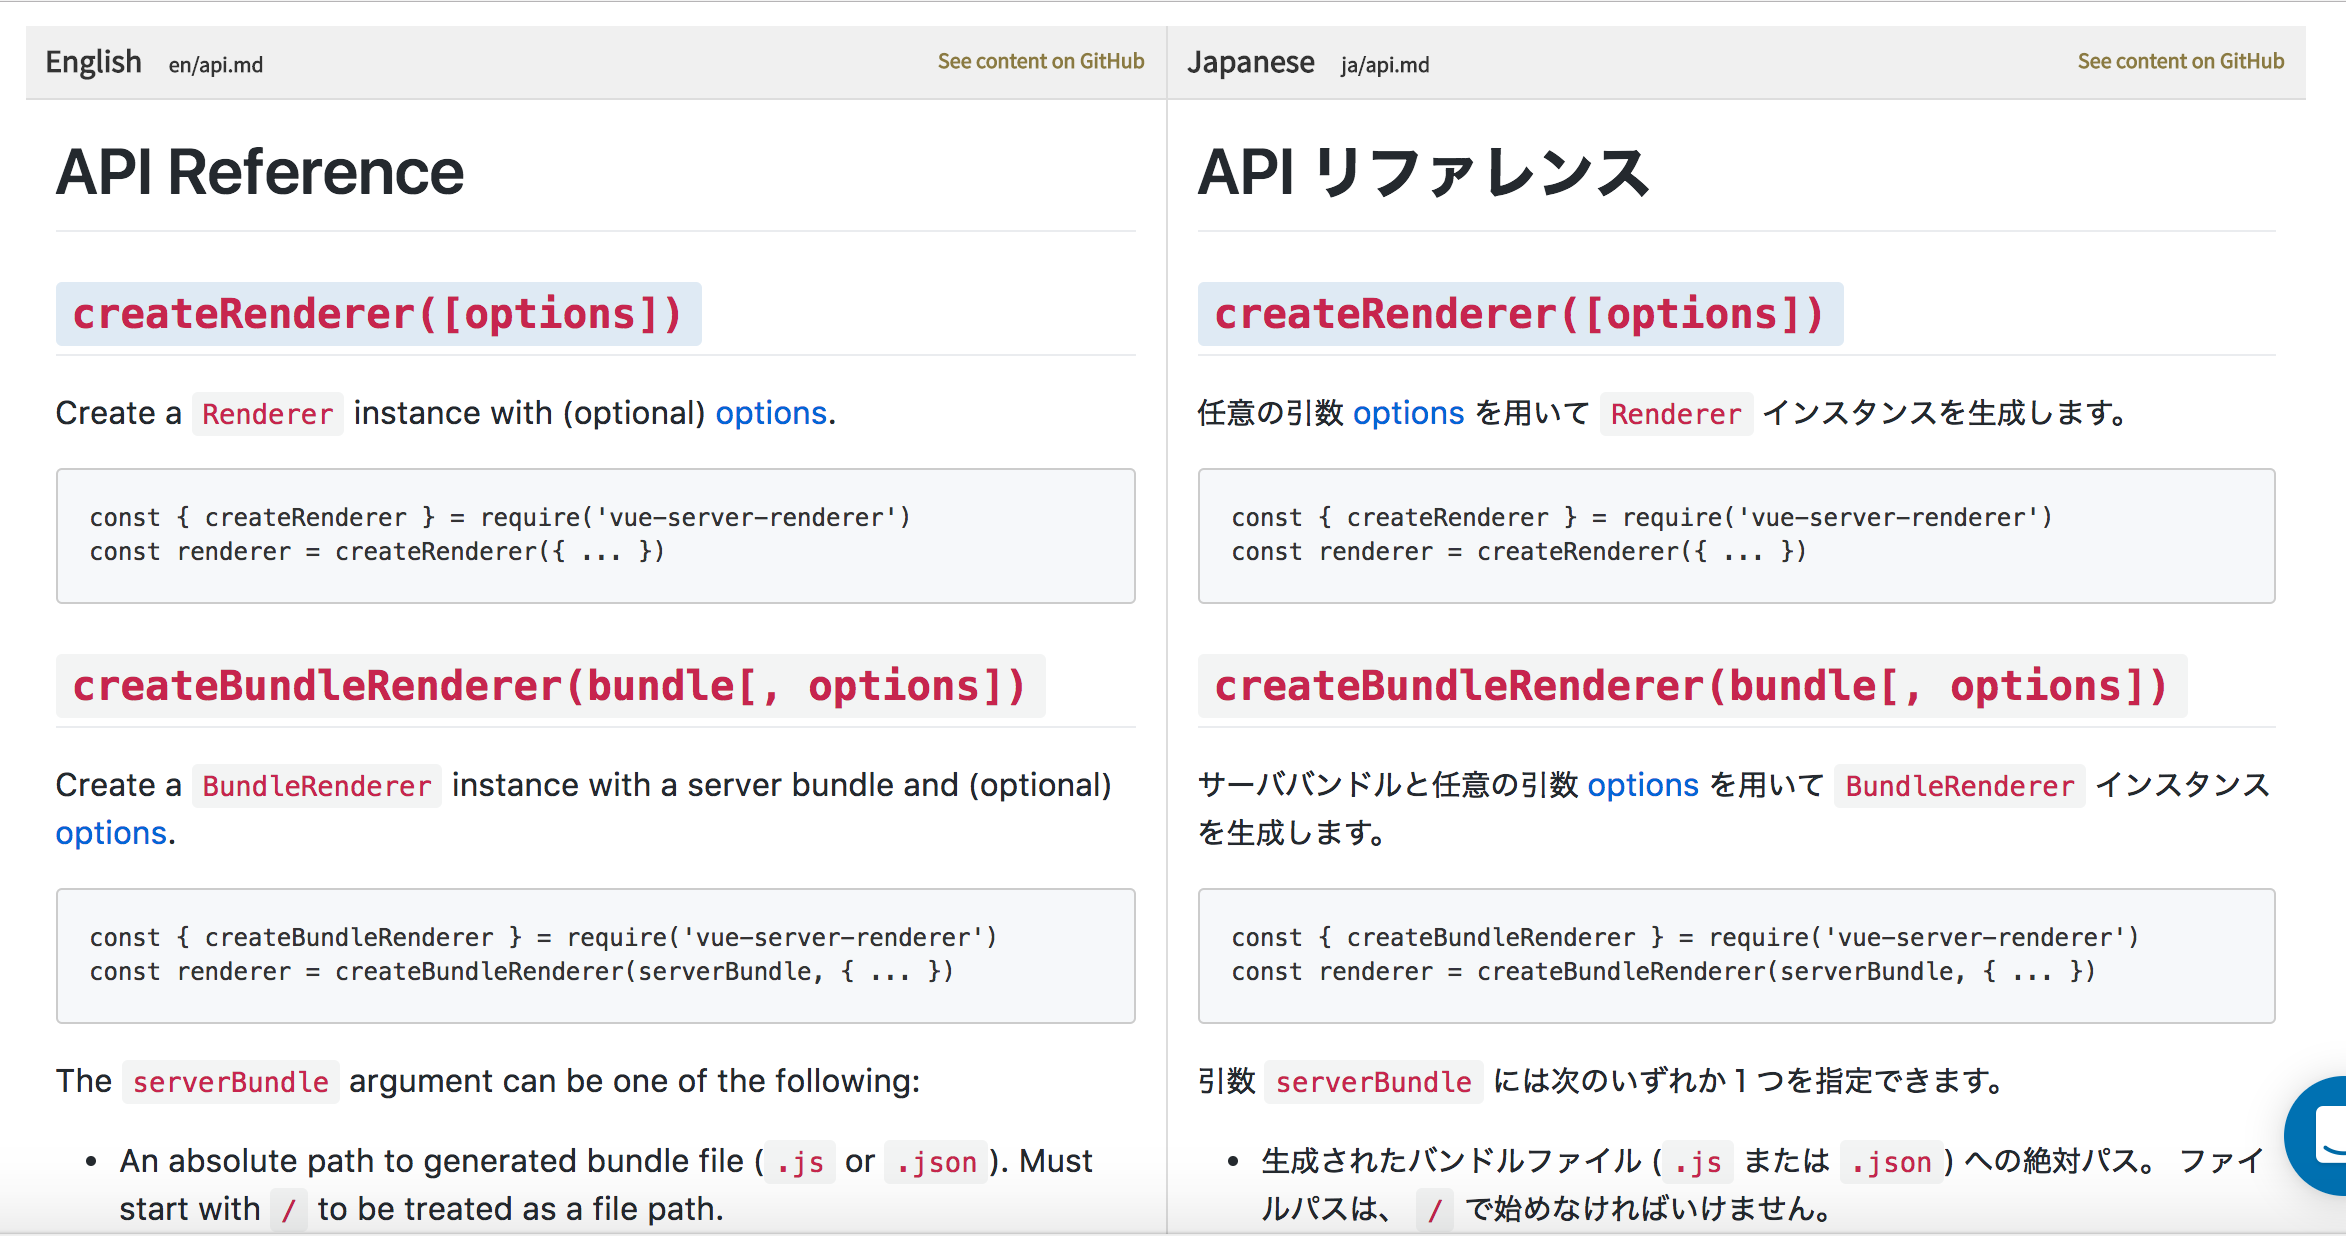 English en/api.md See content on GitHub
API Reference
createRenderer([options])
Create a Renderer instance with (optional) options.
const { createRenderer } = require('vue-server-renderer')
const renderer = createRenderer({ ... })
createBundleRenderer(bundle[, options])
Create a BundleRenderer instance with a server bundle and (optional)
options.
const { createBundleRenderer } = require('vue-server-renderer')
const renderer = createBundleRenderer(serverBundle, { ... })
The serverBundle argument can be one of the following:
• An absolute path to generated bundle file ( .js or .json ). Must
start with / to be treated as a file path.
Japanese ja/api.md See content on GitHub
API リファレンス
createRenderer([options])
任意の引数 options を用いて Renderer インスタンスを生成します。
const { createRenderer } = require('vue-server-renderer')
const renderer = createRenderer({ ... })
createBundleRenderer(bundle[, options])
サーババンドルと任意の引数 options を用いて BundleRenderer インスタンス
を生成します。
const { createBundleRenderer } = require('vue-server-renderer')
const renderer = createBundleRenderer(serverBundle, { ... })
引数 serverBundle には次のいずれか 1 つを指定できます。
• 生成されたバンドルファイル ( .js または .json ) への絶対パス。 ファイ
ルパスは、 / で始めなければいけません。